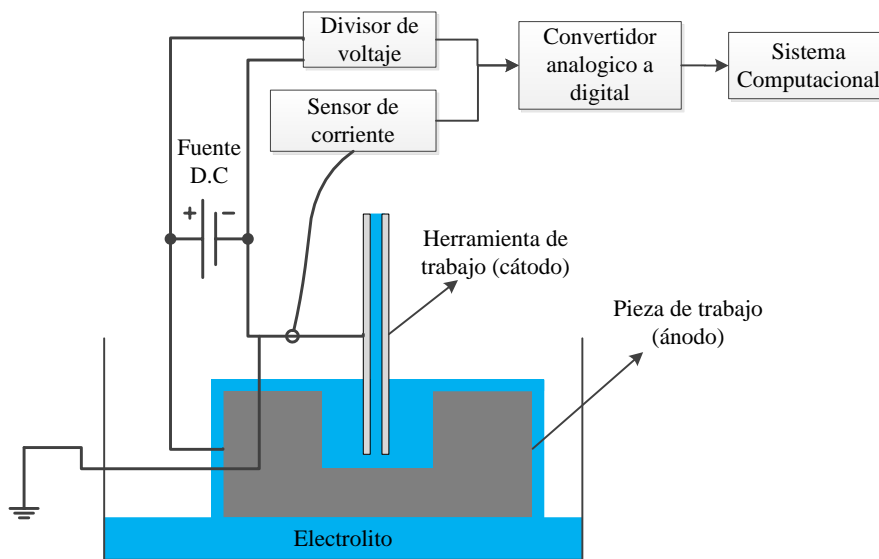 Divisor de
voltaje
Convertidor
analogico a
digital
Sistema
Computacional
Sensor de
corriente
Fuente
D.C
+ −
Herramienta de
trabajo (cátodo)
Pieza de trabajo
(ánodo)
Electrolito